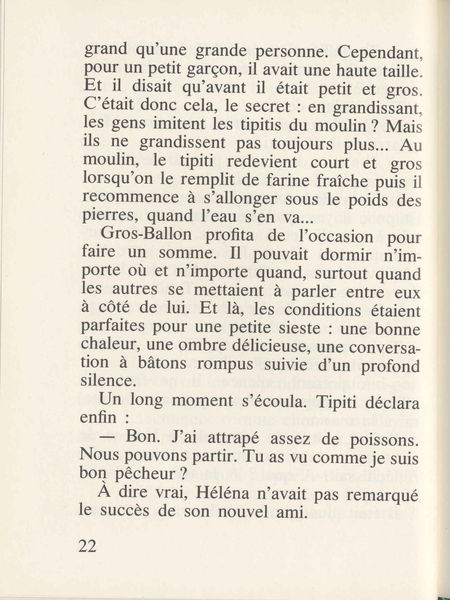 grand qu'une grande personne. Cependant,
pour un petit garçon, il avait une haute taille.
Et il disait qu'avant il était petit et gros.
C'était donc cela, le secret : en grandissant,
les gens imitent les tipitis du moulin ? Mais
ils ne grandissent pas toujours plus... Au
moulin, le tipiti redevient court et gros
lorsqu'on le remplit de farine fraîche puis il
recommence à s'allonger sous le poids des
pierres, quand l'eau s'en va...
Gros-Ballon profita de l'occasion pour
faire un somme. Il pouvait dormir n'im-
porte où et n'importe quand, surtout quand
les autres se mettaient à parler entre eux
à côté de lui. Et là, les conditions étaient
parfaites pour une petite sieste : une bonne
chaleur, une ombre délicieuse, une conversa-
tion à bâtons rompus suivie d'un profond
silence.
Un long moment s'écoula. Tipiti déclara
enfin :
— Bon. J'ai attrapé assez de poissons.
Nous pouvons partir. Tu as vu comme je suis
bon pêcheur ?
À dire vrai, Héléna n'avait pas remarqué
le succès de son nouvel ami.
22